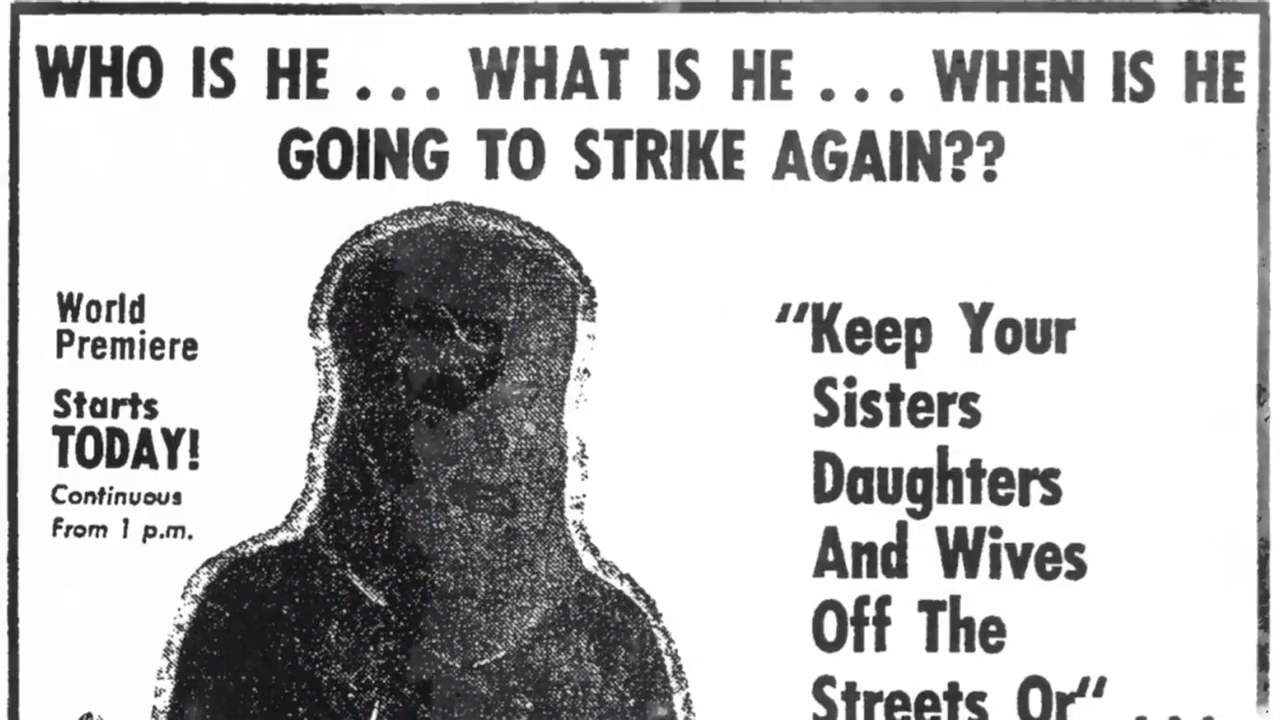 WHO IS HE . . . WHAT IS HE . . . WHEN IS HE
GOING TO STRIKE AGAIN??
World
Premiere
Starts
TODAY!
Continuous
From 1 p.m.
"Keep Your
Sisters
Daughters
And Wives
Off The
Streets Or" . . .